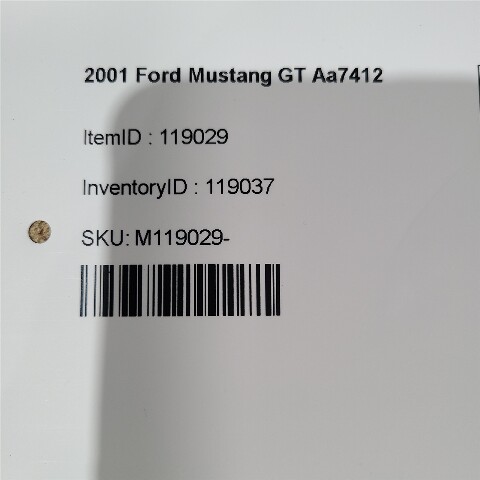 2001 Ford Mustang GT Aa7412
ItemID : 119029
InventoryID : 119037
SKU: M119029-